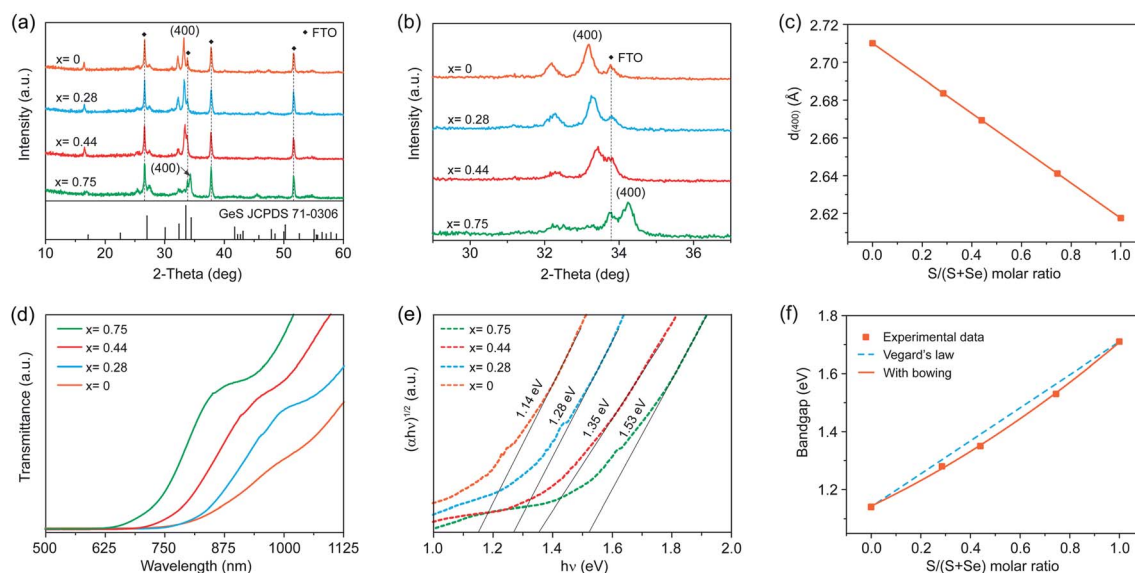 (a)
(400)
◆ FTO
x= 0
x= 0.28
x= 0.44
(400)
x= 0.75
GeS JCPDS 71-0306
Intensity (a.u.)
10 20 30 40 50 60
2-Theta (deg)
(b)
(400)
◆ FTO
x= 0
x= 0.28
x= 0.44
(400)
x= 0.75
Intensity (a.u.)
30 32 34 36
2-Theta (deg)
(c)
d(400) (Å)
2.72
2.70
2.68
2.66
2.64
2.62
0.0 0.2 0.4 0.6 0.8 1.0
S/(S+Se) molar ratio
(d)
x= 0.75
x= 0.44
x= 0.28
x= 0
Transmittance (a.u.)
500 625 750 875 1000 1125
Wavelength (nm)
(e)
x= 0.75
x= 0.44
x= 0.28
x= 0
1.14 eV
1.28 eV
1.35 eV
1.53 eV
(αhν)1/2 (a.u.)
1.0 1.2 1.4 1.6 1.8 2.0
hν (eV)
(f)
Experimental data
Vegard's law
With bowing
Bandgap (eV)
1.8
1.6
1.4
1.2
0.0 0.2 0.4 0.6 0.8 1.0
S/(S+Se) molar ratio